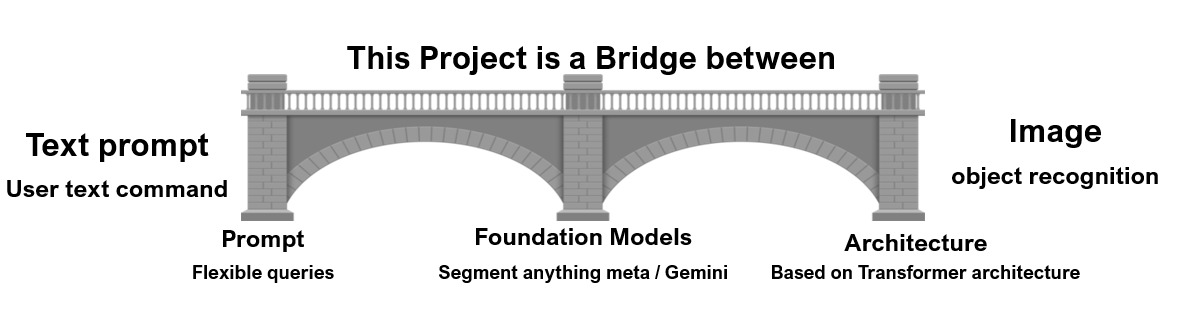 This Project is a Bridge between
Text prompt
User text command
Image
object recognition
Prompt
Flexible queries
Foundation Models
Segment anything meta / Gemini
Architecture
Based on Transformer architecture